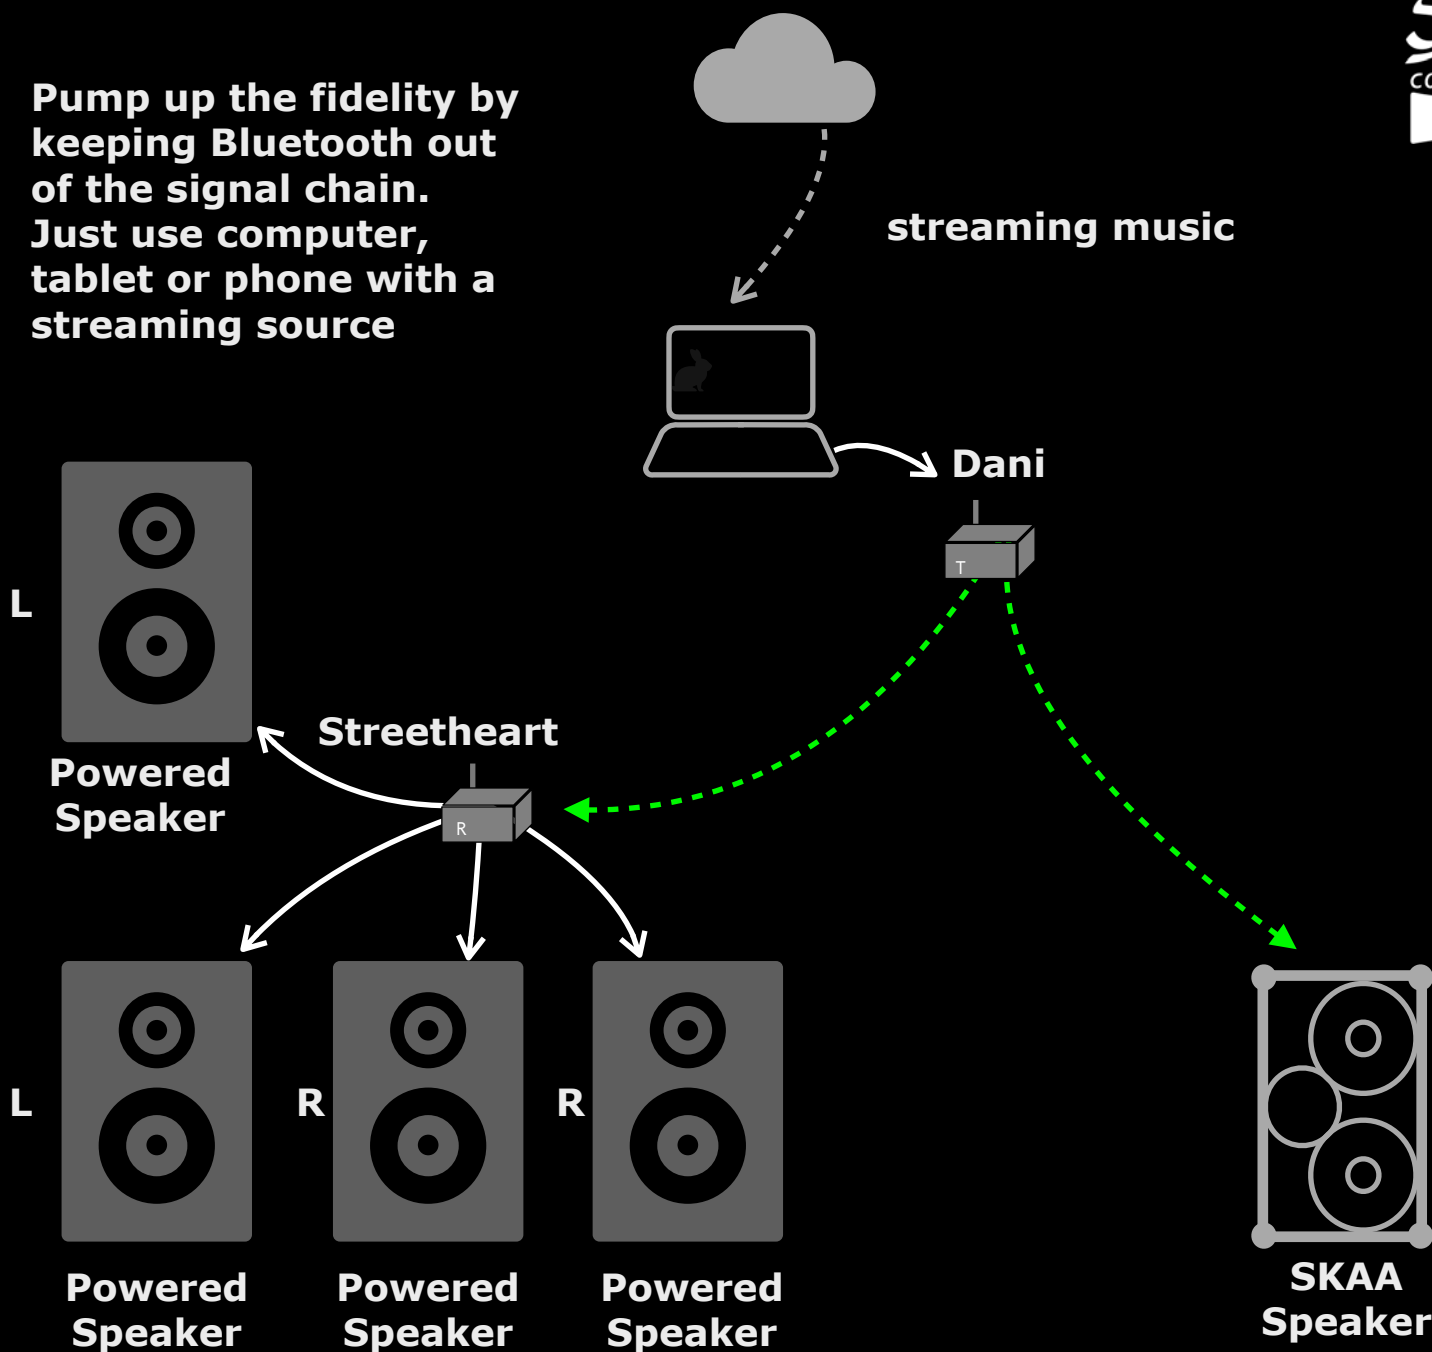 Pump up the fidelity by
keeping Bluetooth out
of the signal chain.
Just use computer,
tablet or phone with a
streaming source
streaming music
Dani
T
L
Streetheart
Powered
Speaker
R
L
R
R
Powered
Speaker
Powered
Speaker
Powered
Speaker
SKAA
Speaker